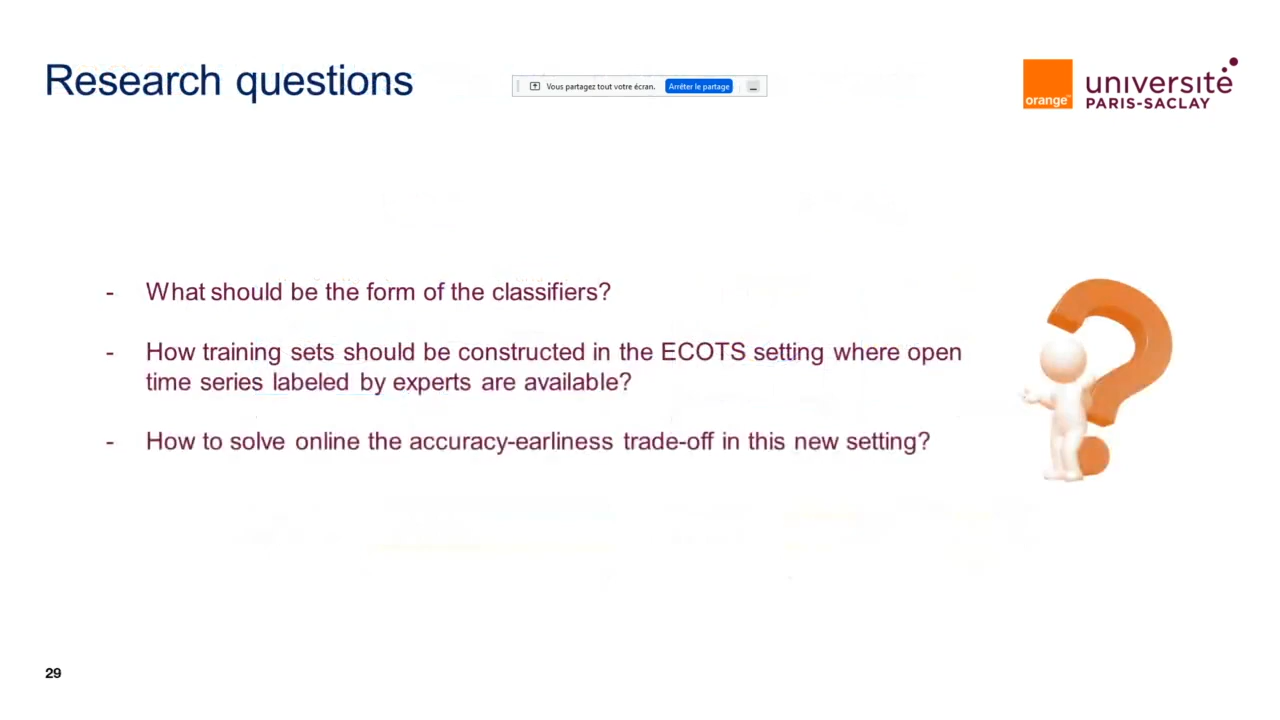 Research questions
Vous partagez tout votre écran.
Arrêter le partage
orange™
université
PARIS-SACLAY
- What should be the form of the classifiers?
- How training sets should be constructed in the ECOTS setting where open
time series labeled by experts are available?
- How to solve online the accuracy-earliness trade-off in this new setting?
29